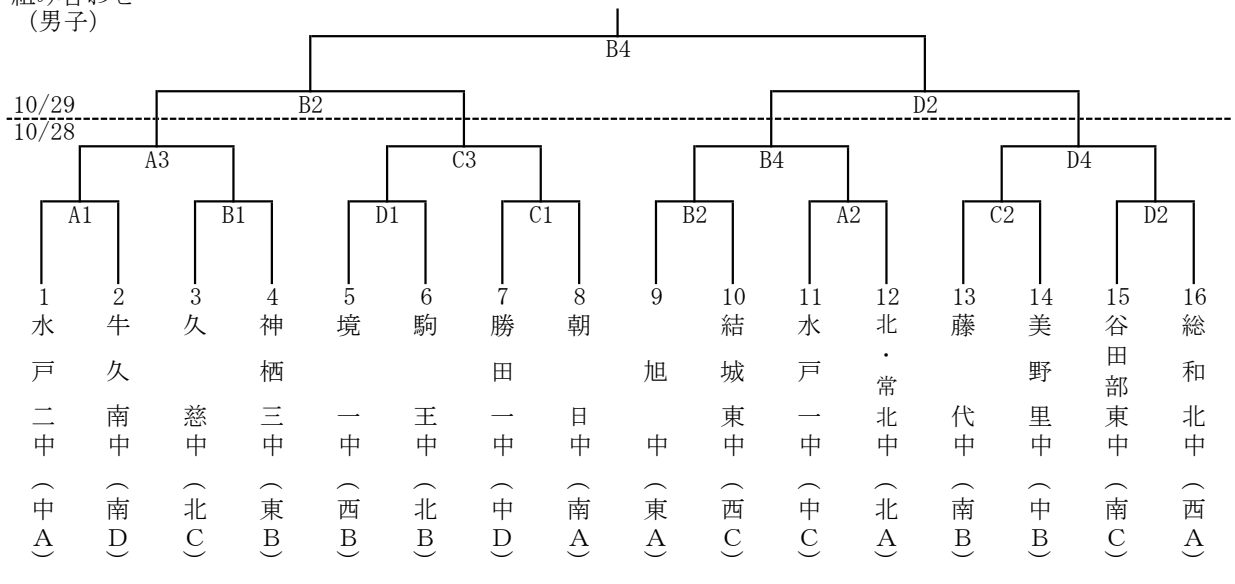 組み合わせ
(男子)
B4
10/29
B2
D2
10/28
A3
C3
B4
D4
A1
B1
D1
C1
B2
A2
C2
D2
1
2
3
4
5
6
7
8
9
10
11
12
13
14
15
16
水戸二中(中A)
牛久南中(南D)
久慈中(北C)
神栖三中(東B)
境一中(西B)
駒王中(北B)
勝田一中(中D)
朝日中(南A)
旭中(東A)
結城東中(西C)
水戸一中(中C)
北・常北中(北A)
藤代中(南B)
美野里中(中B)
谷田部東中(南C)
総和北中(西A)